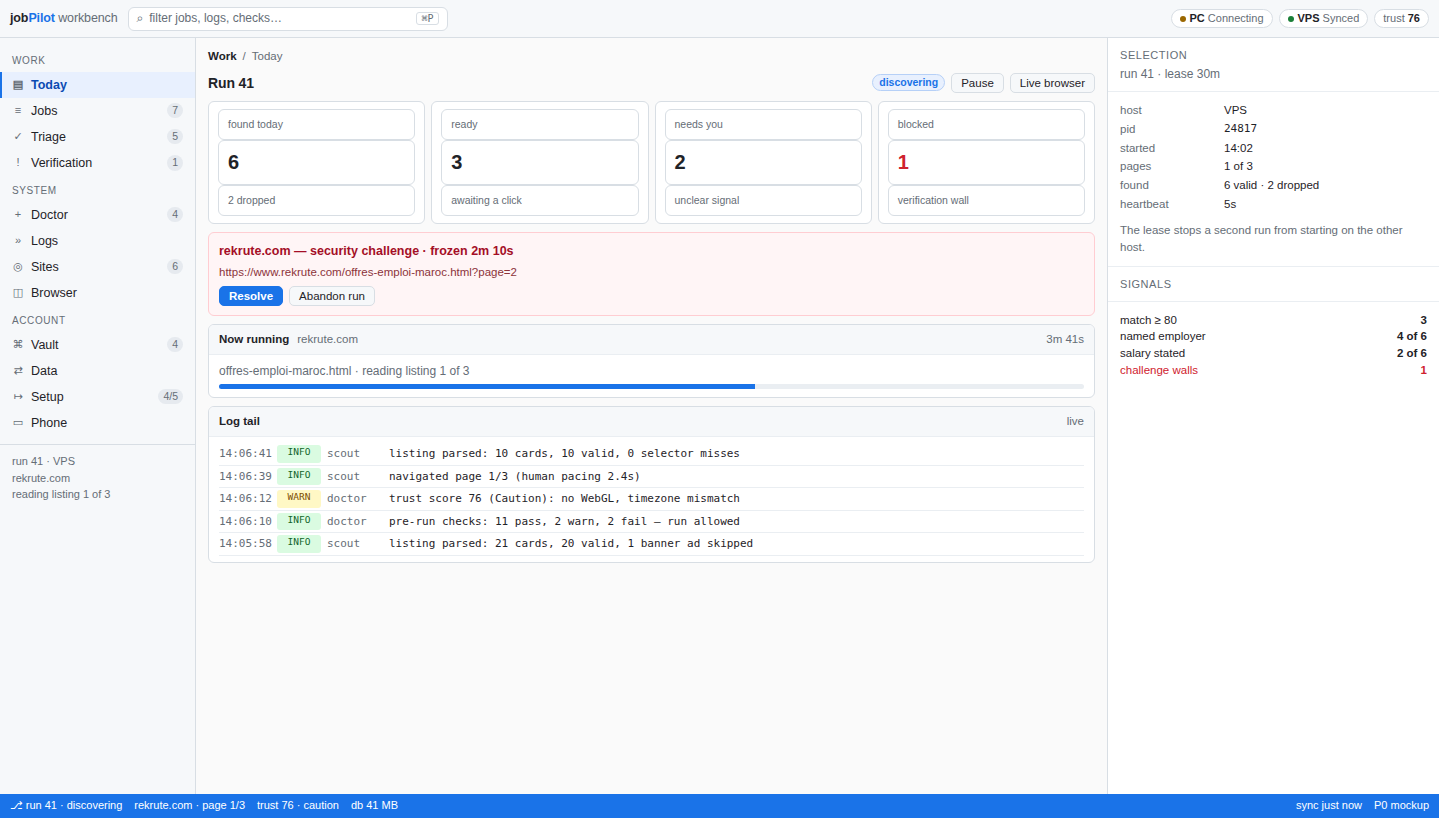 jobPilot workbench
⌕ filter jobs, logs, checks… ⌘P
PC Connecting
VPS Synced
trust 76
WORK
▤ Today
≡ Jobs 7
✓ Triage 5
! Verification 1
SYSTEM
+ Doctor 4
» Logs
◎ Sites 6
◫ Browser
ACCOUNT
⌘ Vault 4
⇄ Data
↦ Setup 4/5
▭ Phone
run 41 · VPS
rekrute.com
reading listing 1 of 3
Work / Today
Run 41
discovering
Pause
Live browser
found today
6
2 dropped
ready
3
awaiting a click
needs you
2
unclear signal
blocked
1
verification wall
rekrute.com — security challenge · frozen 2m 10s
https://www.rekrute.com/offres-emploi-maroc.html?page=2
Resolve
Abandon run
Now running rekrute.com 3m 41s
offres-emploi-maroc.html · reading listing 1 of 3
Log tail live
14:06:41 INFO scout listing parsed: 10 cards, 10 valid, 0 selector misses
14:06:39 INFO scout navigated page 1/3 (human pacing 2.4s)
14:06:12 WARN doctor trust score 76 (Caution): no WebGL, timezone mismatch
14:06:10 INFO doctor pre-run checks: 11 pass, 2 warn, 2 fail — run allowed
14:05:58 INFO scout listing parsed: 21 cards, 20 valid, 1 banner ad skipped
SELECTION
run 41 · lease 30m
host VPS
pid 24817
started 14:02
pages 1 of 3
found 6 valid · 2 dropped
heartbeat 5s
The lease stops a second run from starting on the other
host.
SIGNALS
match ≥ 80 3
named employer 4 of 6
salary stated 2 of 6
challenge walls 1
⎇ run 41 · discovering
rekrute.com · page 1/3
trust 76 · caution
db 41 MB
sync just now
P0 mockup